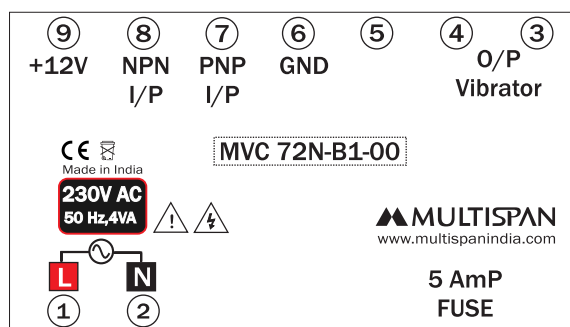 9 8 7 6 5 4 3
+12V NPN PNP GND O/P
I/P I/P Vibrator
MVC 72N-B1-00
CE
Made in India
230V AC
50 Hz,4VA
MULTISPAN
www.multispanindia.com
L N
1 2
5 AmP
FUSE